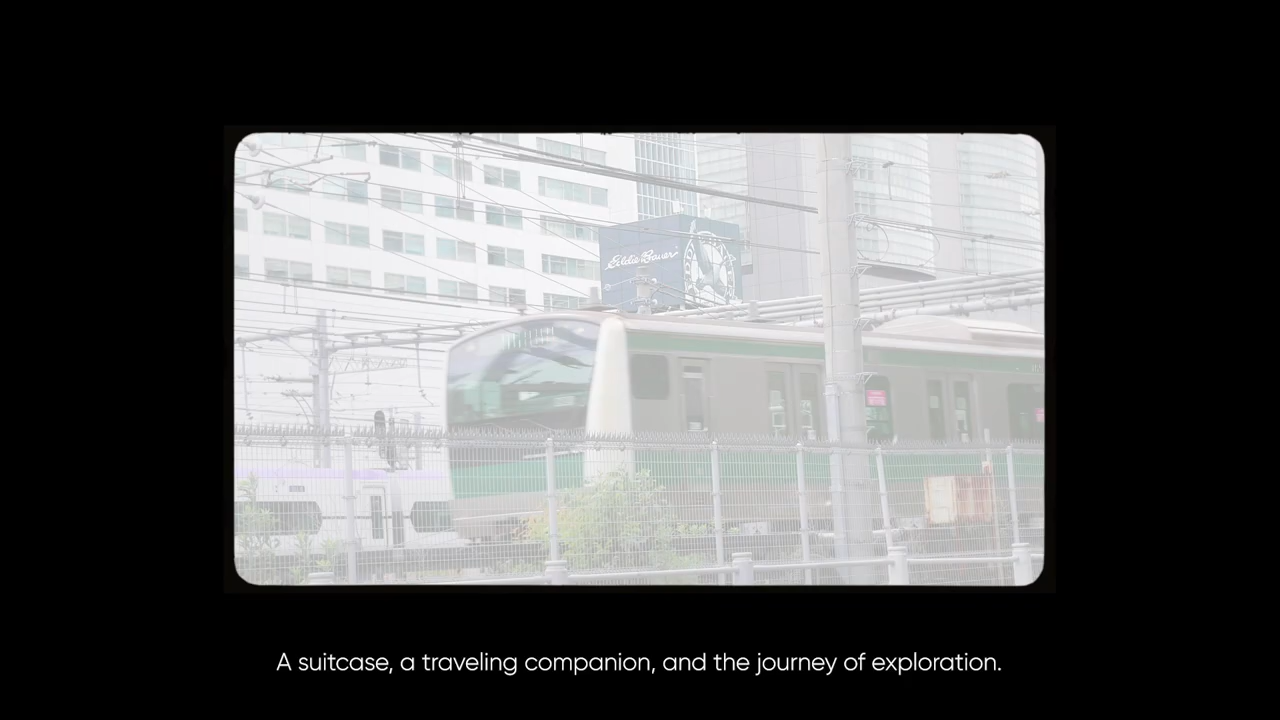 Eddie Bauer
A suitcase, a traveling companion, and the journey of exploration.